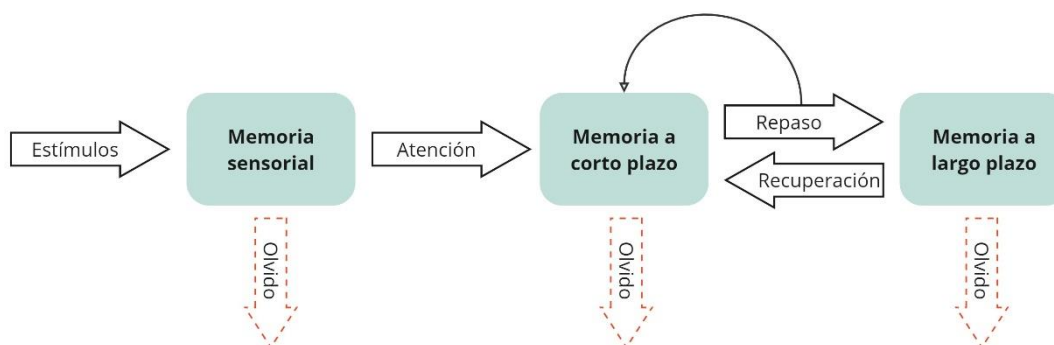 Estímulos
Memoria
sensorial
Atención
Memoria a
corto plazo
Repaso
Recuperación
Memoria a
largo plazo
Olvido
Olvido
Olvido